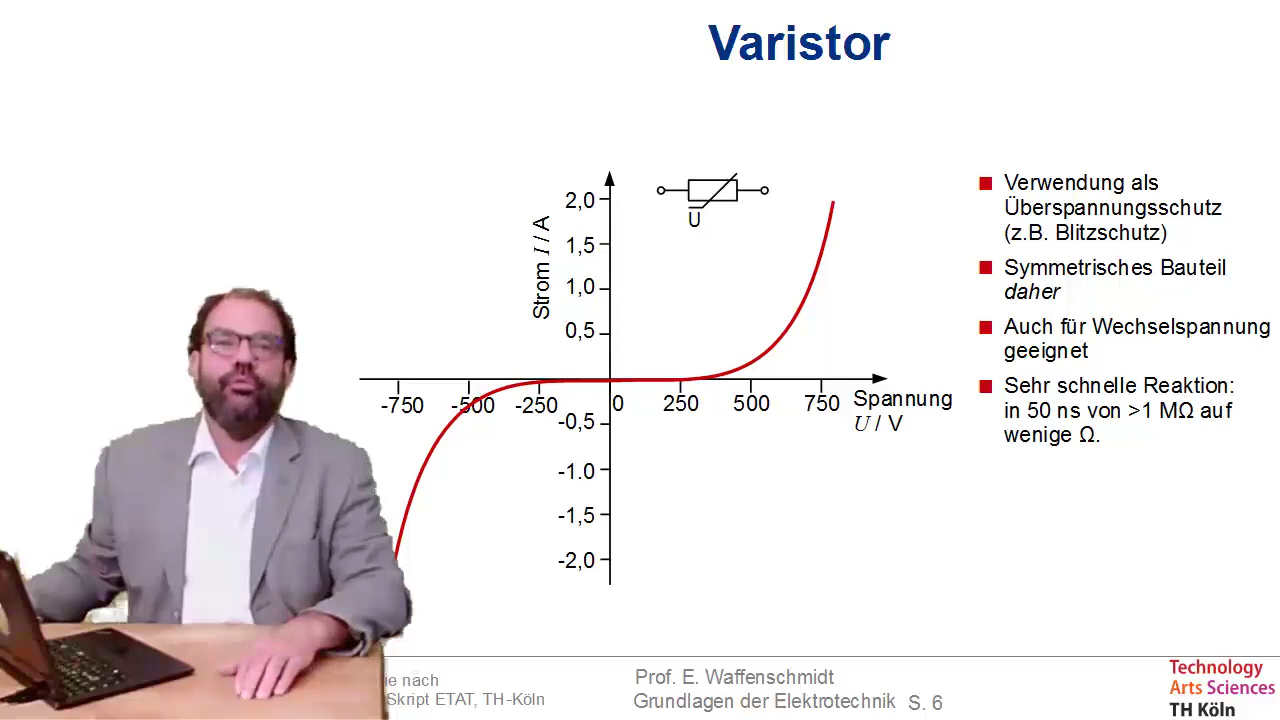 Varistor
Strom I / A
2,0
1,5
1,0
0,5
-750
-500
-250
0
250
500
750
Spannung
U / V
-0,5
-1.0
-1,5
-2,0
U
Verwendung als
Überspannungsschutz
(z.B. Blitzschutz)
Symmetrisches Bauteil
daher
Auch für Wechselspannung
geeignet
Sehr schnelle Reaktion:
in 50 ns von >1 MΩ auf
wenige Ω.
nach
Skript ETAT, TH-Köln
Prof. E. Waffenschmidt
Grundlagen der Elektrotechnik
S. 6
Technology
Arts Sciences
TH Köln